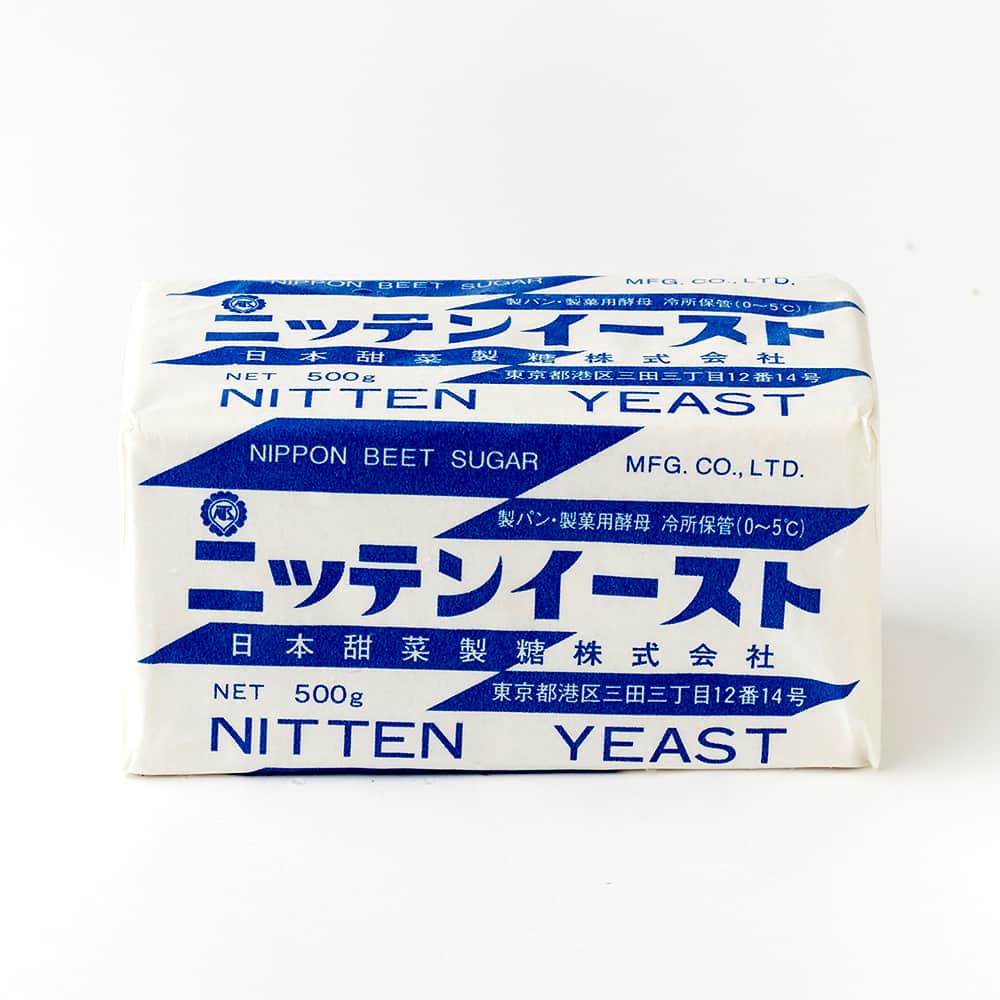 NIPPON BEET SUGAR MFG. CO., LTD.
製パン・製菓用酵母 冷所保管(0〜5℃)
ニッテンイースト
日本甜菜製糖株式会社
NET 500g 東京都港区三田三丁目12番14号
NITTEN YEAST
NIPPON BEET SUGAR MFG. CO., LTD.
製パン・製菓用酵母 冷所保管(0〜5℃)
ニッテンイースト
日本甜菜製糖株式会社
NET 500g 東京都港区三田三丁目12番14号
NITTEN YEAST